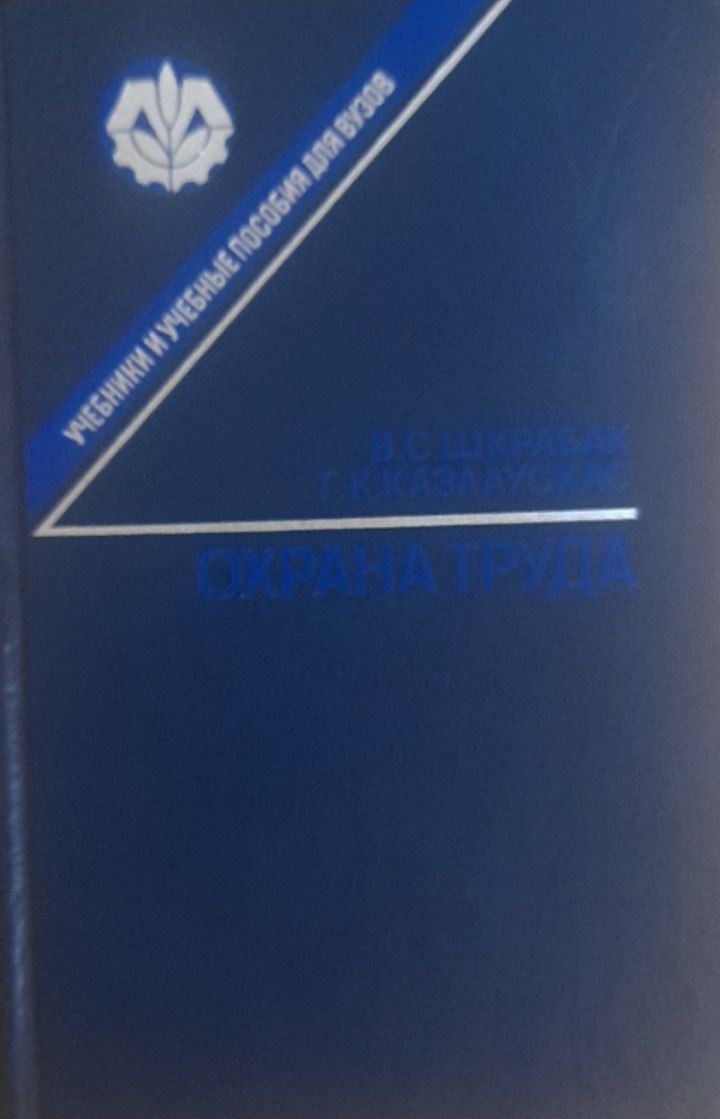 УЧЕБНИКИ И УЧЕБНЫЕ ПОСОБИЯ ДЛЯ ВУЗОВ
В.С.ШКРАБАК
Г.К.КАЗЛАУСКАС
ОХРАНА ТРУДА